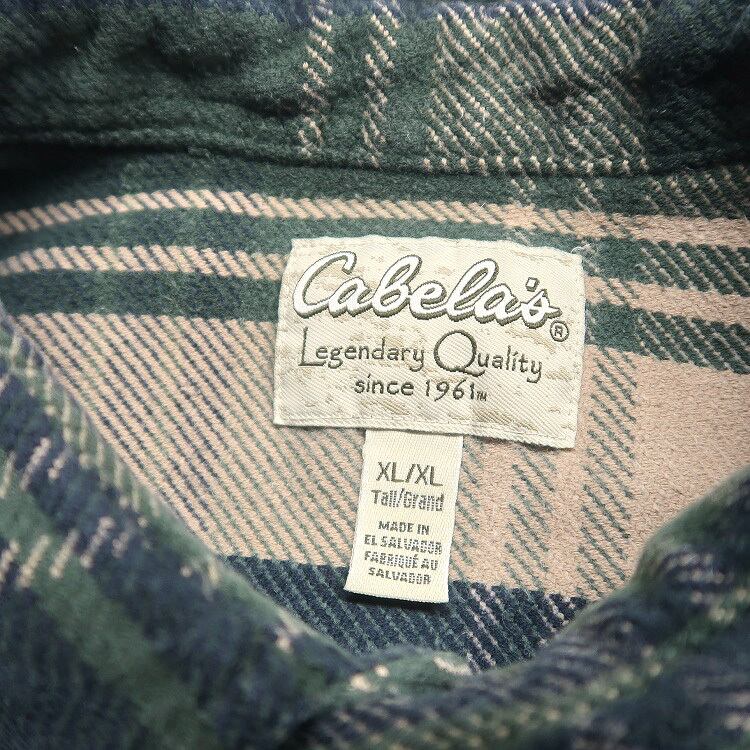 Cabela's®
Legendary Quality
since 1961™
XL/XL
Tall/Grand
MADE IN
EL SALVADOR
FABRIQUÉ AU
SALVADOR